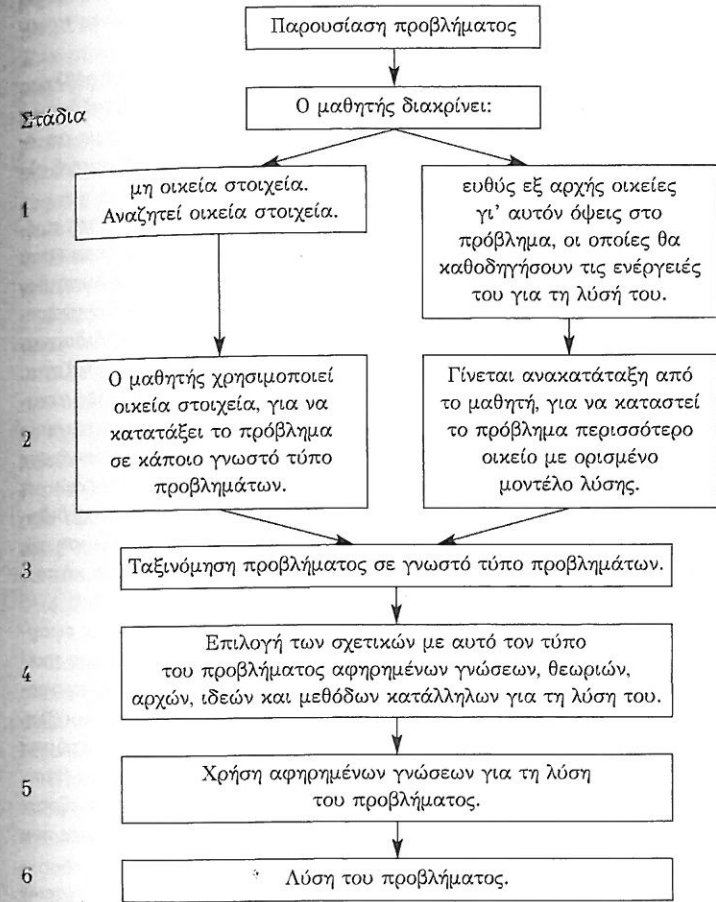 Παρουσίαση προβλήματος
Στάδια
Ο μαθητής διακρίνει:
1
μη οικεία στοιχεία.
Αναζητεί οικεία στοιχεία.
ευθύς εξ αρχής οικείες
γι' αυτόν όψεις στο
πρόβλημα, οι οποίες θα
καθοδηγήσουν τις ενέργειές
του για τη λύσή του.
2
Ο μαθητής χρησιμοποιεί
οικεία στοιχεία, για να
κατατάξει το πρόβλημα
σε κάποιο γνωστό τύπο
προβλημάτων.
Γίνεται ανακατάταξη από
το μαθητή, για να καταστεί
το πρόβλημα περισσότερο
οικείο με ορισμένο
μοντέλο λύσης.
3
Ταξινόμηση προβλήματος σε γνωστό τύπο προβλημάτων.
4
Επιλογή των σχετικών με αυτό τον τύπο
του προβλήματος αφηρημένων γνώσεων, θεωριών,
αρχών, ιδεών και μεθόδων κατάλληλων για τη λύση του.
5
Χρήση αφηρημένων γνώσεων για τη λύση
του προβλήματος.
6
Λύση του προβλήματος.